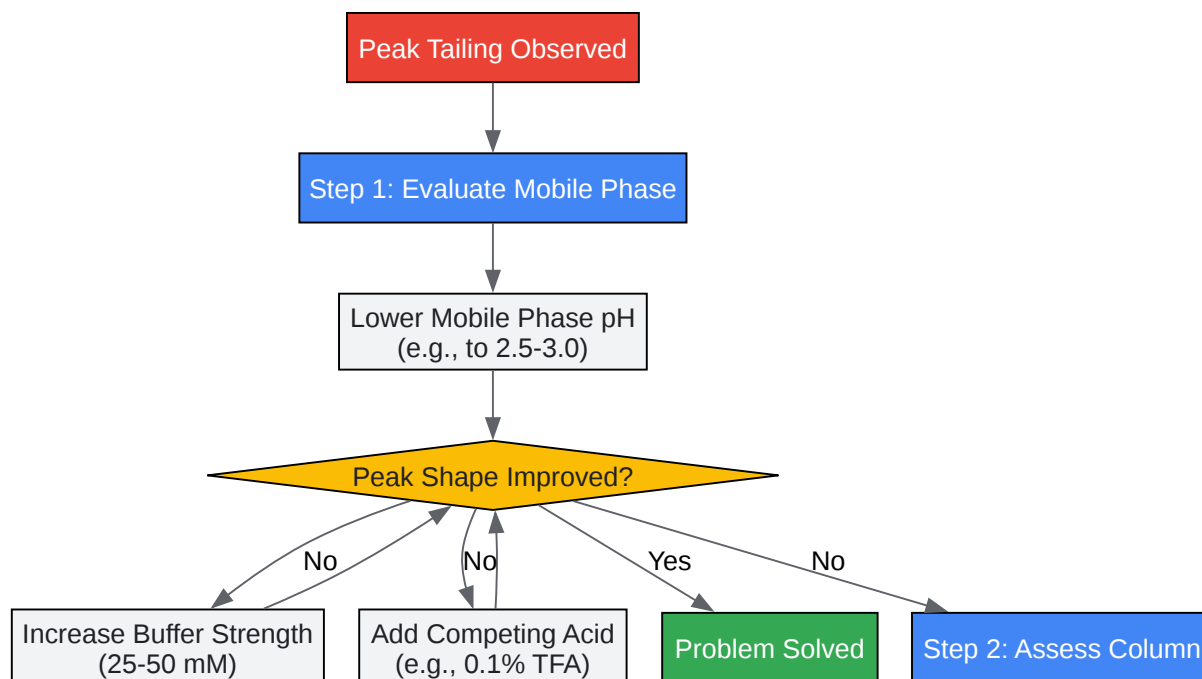 Peak Tailing Observed
Step 1: Evaluate Mobile Phase
Lower Mobile Phase pH
(e.g., to 2.5-3.0)
Peak Shape Improved?
No
No
Yes
No
Increase Buffer Strength
(25-50 mM)
Add Competing Acid
(e.g., 0.1% TFA)
Problem Solved
Step 2: Assess Column